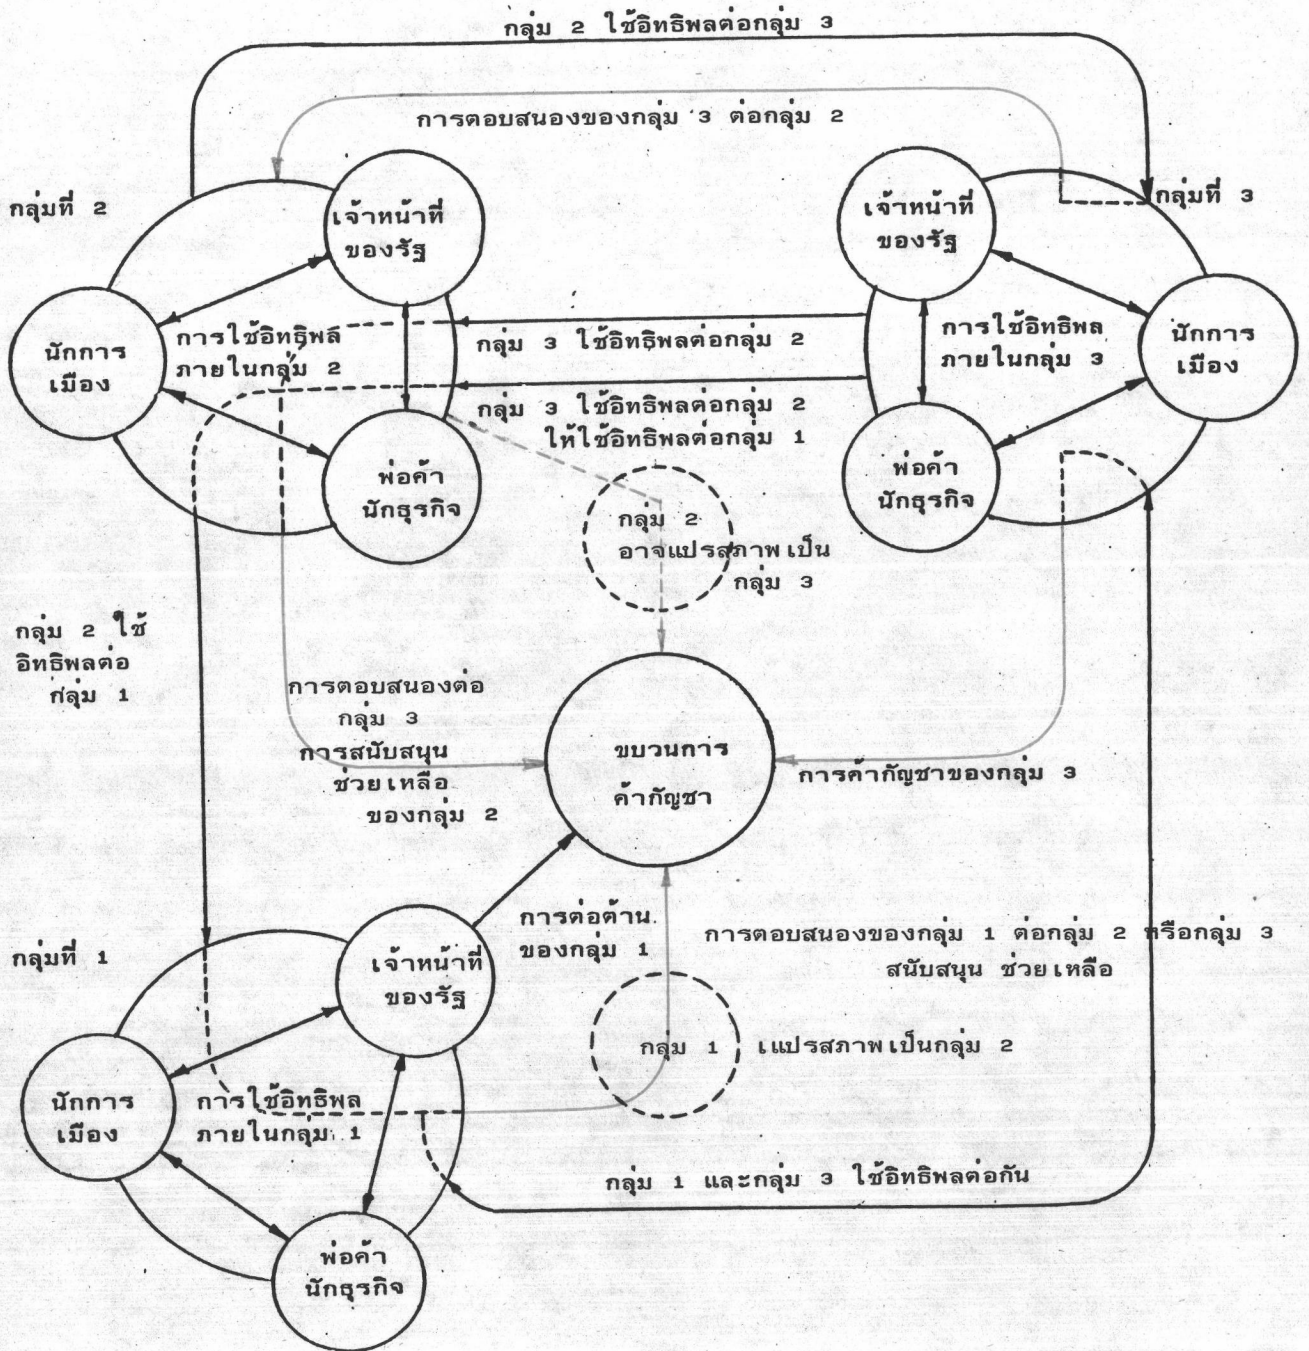 กลุ่ม 2 ใช้อิทธิพลต่อกลุ่ม 3
การตอบสนองของกลุ่ม 3 ต่อกลุ่ม 2
กลุ่มที่ 2
เจ้าหน้าที่
ของรัฐ
นักการ
เมือง
การใช้อิทธิพล
ภายในกลุ่ม 2
พ่อค้า
นักธุรกิจ
กลุ่ม 3 ใช้อิทธิพลต่อกลุ่ม 2
กลุ่ม 3 ใช้อิทธิพลต่อกลุ่ม 2
ให้ใช้อิทธิพลต่อกลุ่ม 1
กลุ่มที่ 3
เจ้าหน้าที่
ของรัฐ
การใช้อิทธิพล
ภายในกลุ่ม 3
นักการ
เมือง
พ่อค้า
นักธุรกิจ
กลุ่ม 2
อาจแปรสภาพเป็น
กลุ่ม 3
กลุ่ม 2 ใช้
อิทธิพลต่อ
กลุ่ม 1
การตอบสนองต่อ
กลุ่ม 3
การสนับสนุน
ช่วยเหลือ
ของกลุ่ม 2
ขบวนการ
ค้ากัญชา
การค้ากัญชาของกลุ่ม 3
การต่อต้าน
ของกลุ่ม 1
การตอบสนองของกลุ่ม 1 ต่อกลุ่ม 2 หรือกลุ่ม 3
สนับสนุน ช่วยเหลือ
กลุ่มที่ 1
เจ้าหน้าที่
ของรัฐ
นักการ
เมือง
การใช้อิทธิพล
ภายในกลุ่ม 1
พ่อค้า
นักธุรกิจ
กลุ่ม 1 แปรสภาพเป็นกลุ่ม 2
กลุ่ม 1 และกลุ่ม 3 ใช้อิทธิพลต่อกัน